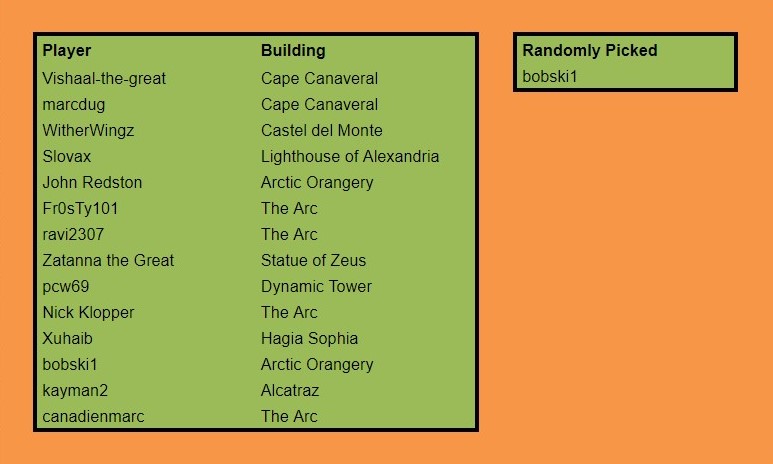 Player Building
Vishaal-the-great Cape Canaveral
marcdug Cape Canaveral
WitherWingz Castel del Monte
Slovax Lighthouse of Alexandria
John Redston Arctic Orangery
Fr0sTy101 The Arc
ravi2307 The Arc
Zatanna the Great Statue of Zeus
pcw69 Dynamic Tower
Nick Klopper The Arc
Xuhaib Hagia Sophia
bobski1 Arctic Orangery
kayman2 Alcatraz
canadienmarc The Arc
Randomly Picked
bobski1